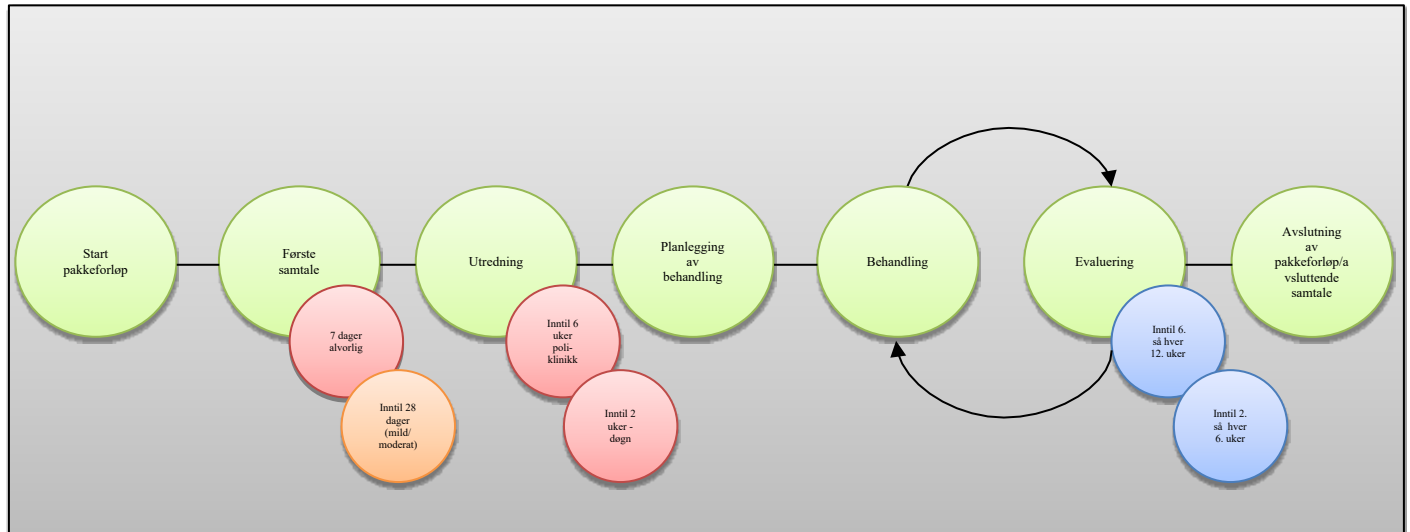 Start
pakkeforløp
Første
samtale
Utredning
Planlegging
av
behandling
Behandling
Evaluering
Avslutning
av
pakkeforløp/a
vsluttende
samtale
7 dager
alvorlig
Inntil 28
dager
(mild/
moderat)
Inntil 6
uker
poli-
klinikk
Inntil 2
uker -
døgn
Inntil 6.
så hver
12. uker
Inntil 2.
så hver
6. uker